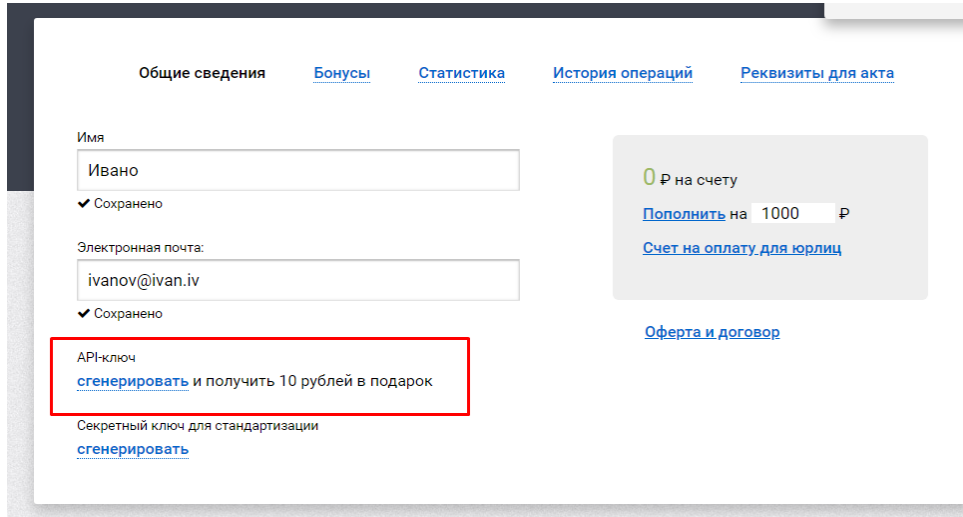 Общие сведения Бонусы Статистика История операций Реквизиты для акта
Имя
Ивано
Сохранено
Электронная почта:
ivanov@ivan.iv
Сохранено
API-ключ
сгенерировать и получить 10 рублей в подарок
Секретный ключ для стандартизации
сгенерировать
0 ₽ на счету
Пополнить на 1000 ₽
Счет на оплату для юрлиц
Оферта и договор